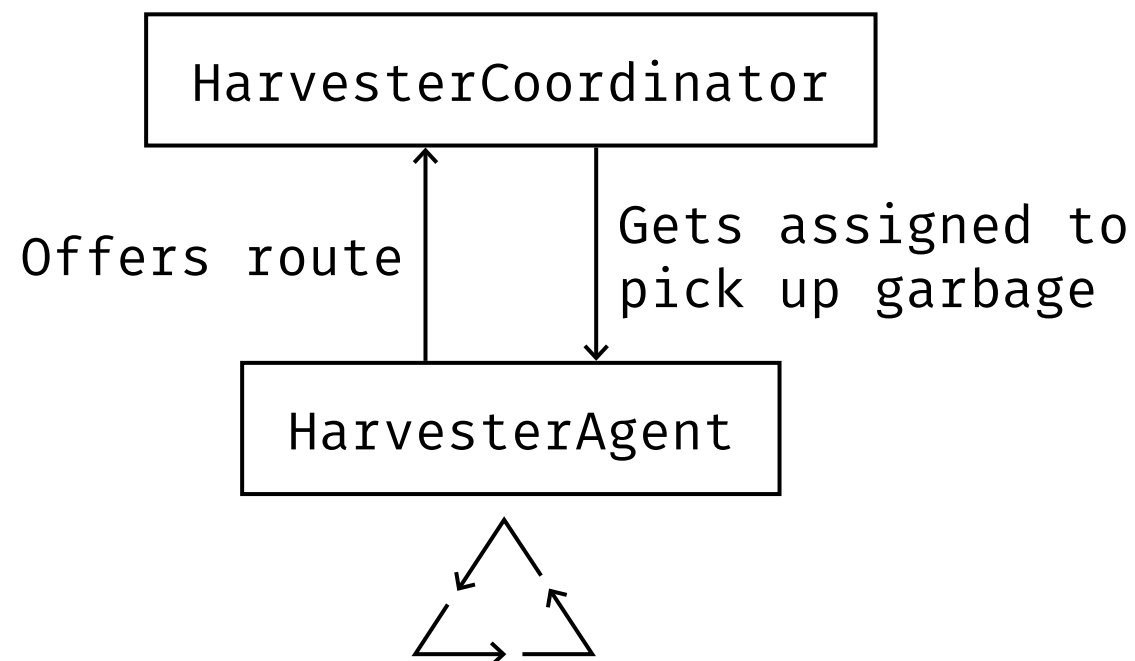 HarvesterCoordinator
Offers route
Gets assigned to
pick up garbage
HarvesterAgent